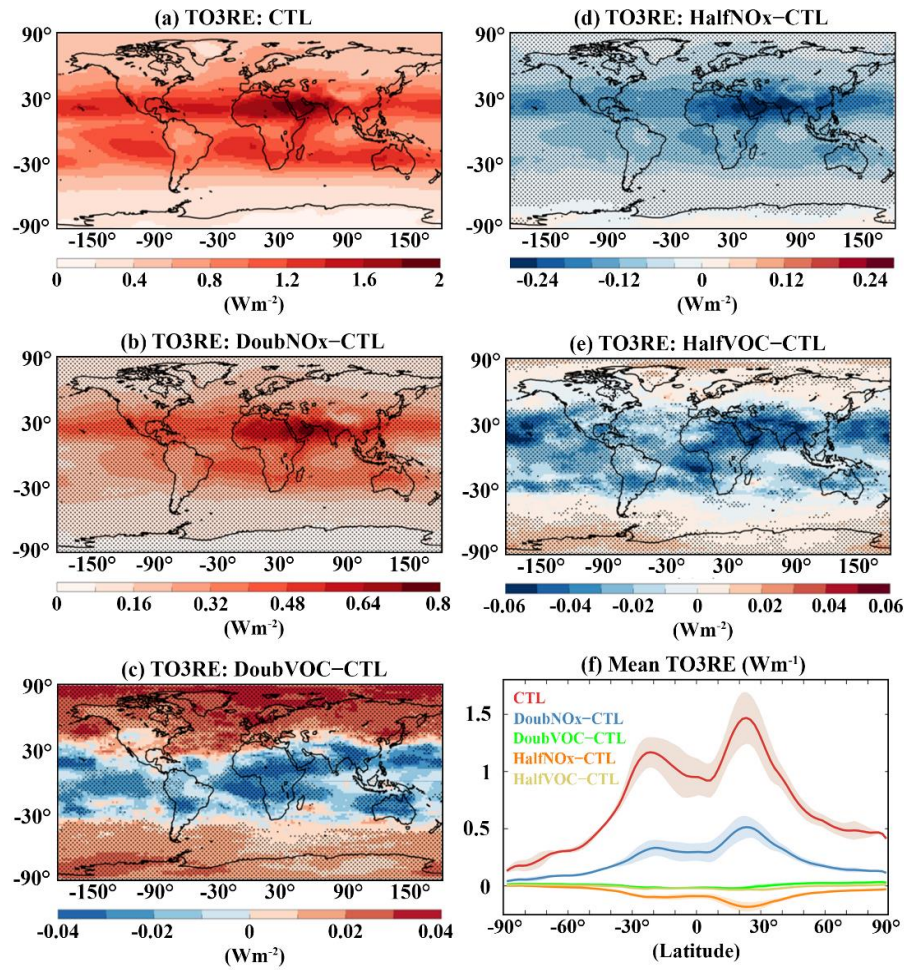 (a) TO3RE: CTL
90°
30°
-30°
-90°
-150° -90° -30° 30° 90° 150°
0 0.4 0.8 1.2 1.6 2
(Wm⁻²)
(b) TO3RE: DoubNOx−CTL
90°
30°
-30°
-90°
-150° -90° -30° 30° 90° 150°
0 0.16 0.32 0.48 0.64 0.8
(Wm⁻²)
(c) TO3RE: DoubVOC−CTL
90°
30°
-30°
-90°
-150° -90° -30° 30° 90° 150°
-0.04 -0.02 0 0.02 0.04
(Wm⁻²)
(d) TO3RE: HalfNOx−CTL
90°
30°
-30°
-90°
-150° -90° -30° 30° 90° 150°
-0.24 -0.12 0 0.12 0.24
(Wm⁻²)
(e) TO3RE: HalfVOC−CTL
90°
30°
-30°
-90°
-150° -90° -30° 30° 90° 150°
-0.06 -0.04 -0.02 0 0.02 0.04 0.06
(Wm⁻²)
(f) Mean TO3RE (Wm⁻¹)
CTL
DoubNOx−CTL
DoubVOC−CTL
HalfNOx−CTL
HalfVOC−CTL
1.5
1
0.5
0
-90° -60° -30° 0° 30° 60° 90°
(Latitude)